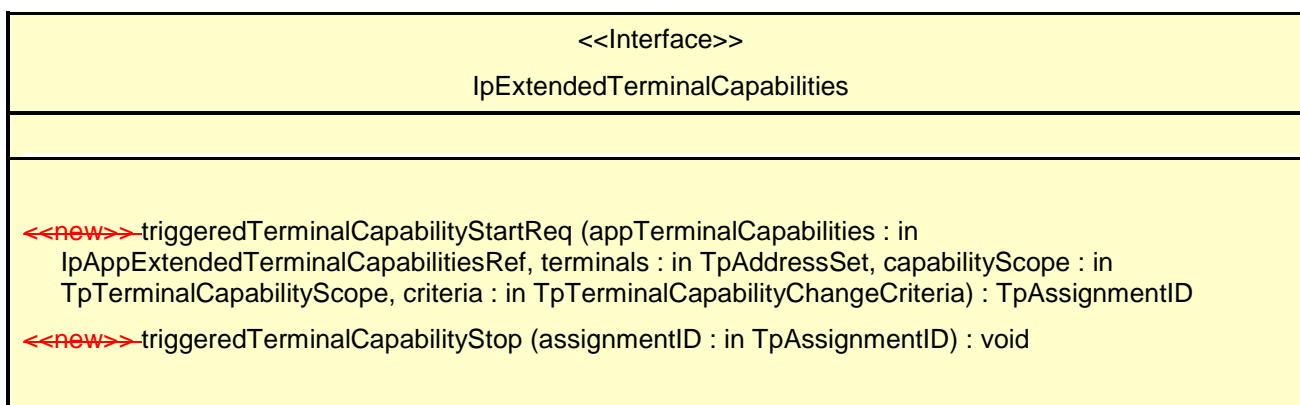 <<Interface>>
IpExtendedTerminalCapabilities
<<new>> triggeredTerminalCapabilityStartReq (appTerminalCapabilities : in
IpAppExtendedTerminalCapabilitiesRef, terminals : in TpAddressSet, capabilityScope : in
TpTerminalCapabilityScope, criteria : in TpTerminalCapabilityChangeCriteria) : TpAssignmentID
<<new>> triggeredTerminalCapabilityStop (assignmentID : in TpAssignmentID) : void